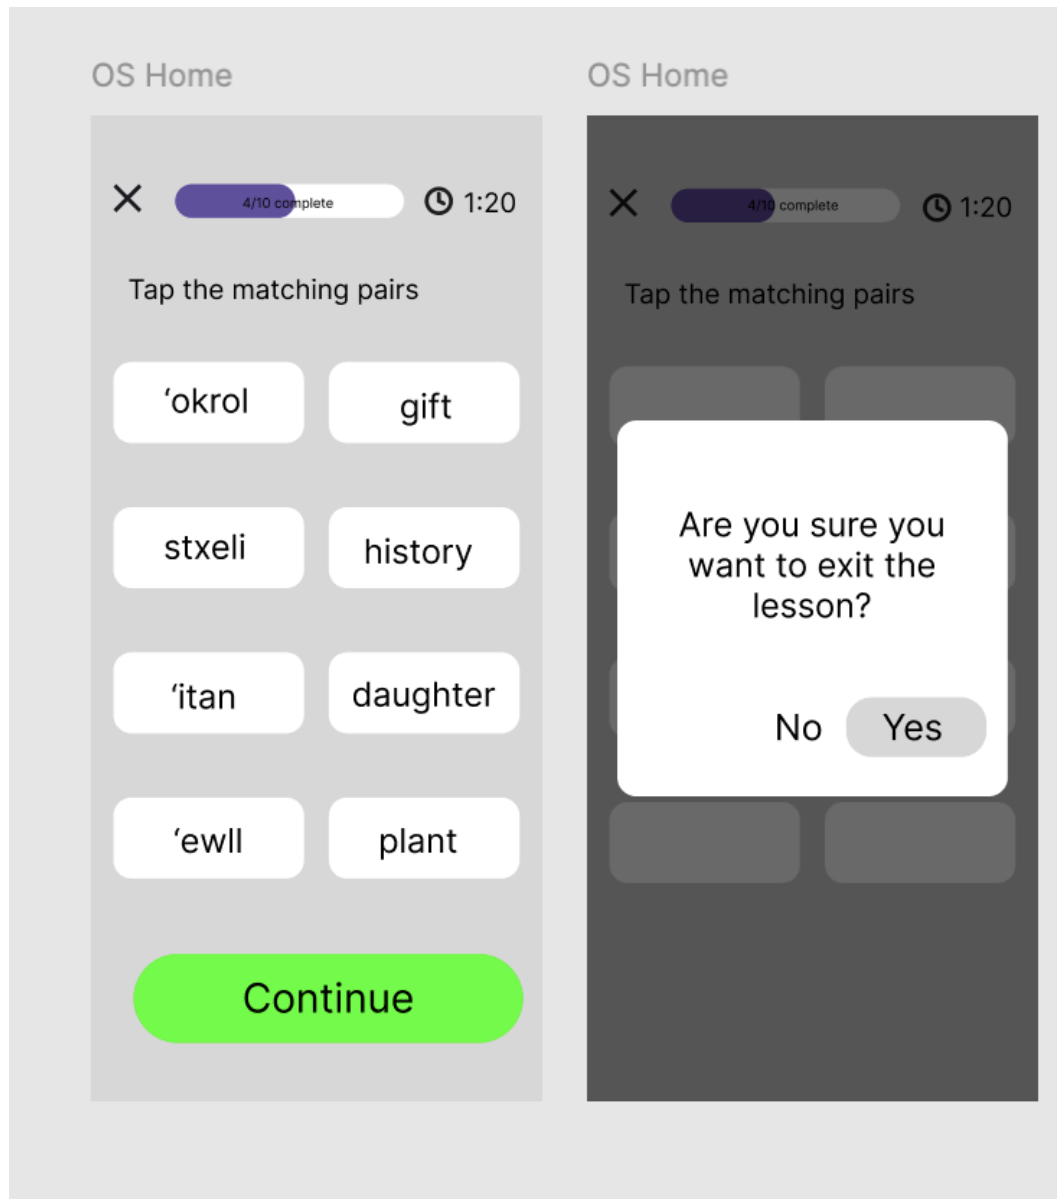 OS Home
4/10 complete
1:20
Tap the matching pairs
‘okrol
gift
stxeli
history
‘itan
daughter
‘ewll
plant
Continue
OS Home
4/10 complete
1:20
Tap the matching pairs
Are you sure you
want to exit the
lesson?
No
Yes